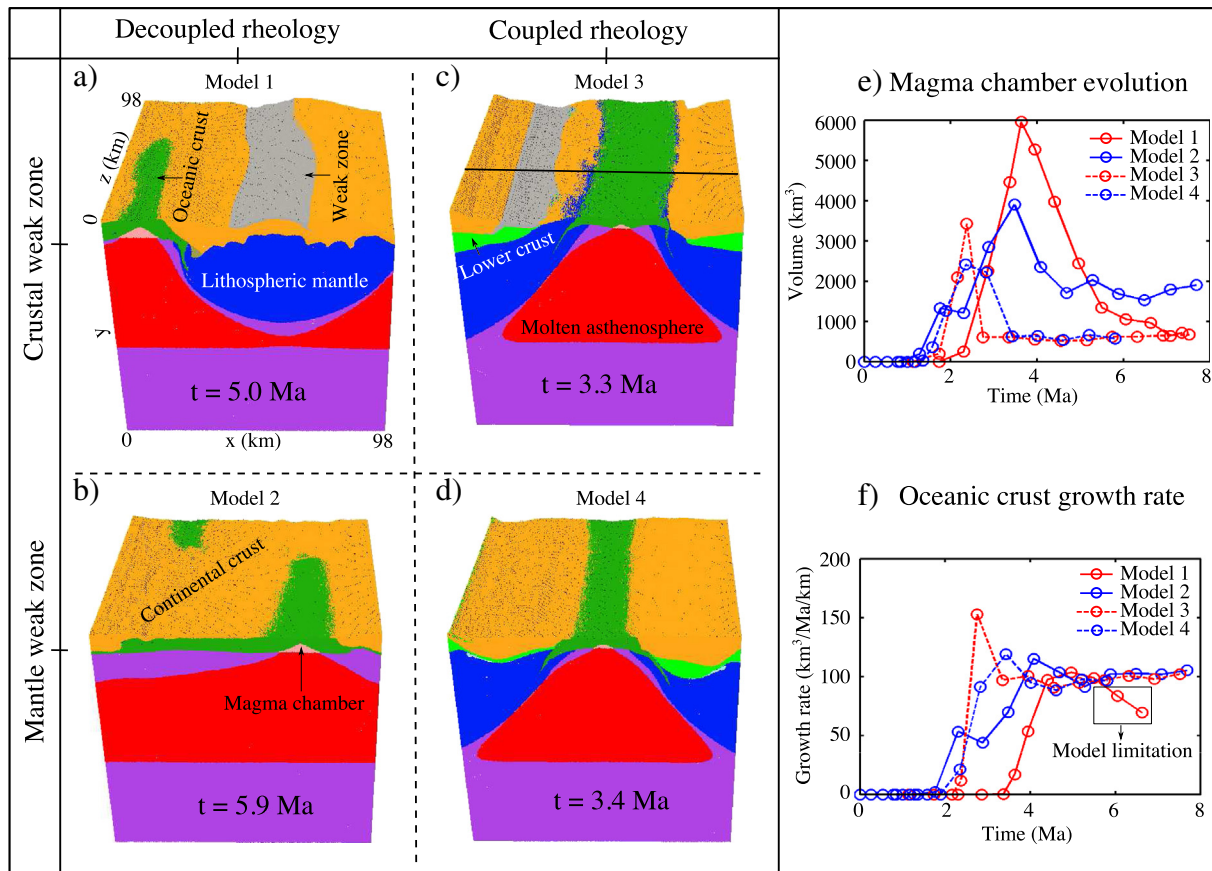 Decoupled rheology
Coupled rheology
Crustal weak zone
Mantle weak zone
a)
Model 1
98
z (km)
0
Oceanic crust
Weak zone
Lithospheric mantle
y
t = 5.0 Ma
0
x (km)
98
c)
Model 3
Lower crust
Molten asthenosphere
t = 3.3 Ma
b)
Model 2
Continental crust
Magma chamber
t = 5.9 Ma
d)
Model 4
t = 3.4 Ma
e) Magma chamber evolution
6000
5000
4000
3000
2000
1000
0
Volume (km³)
Model 1
Model 2
Model 3
Model 4
0 2 4 6 8
Time (Ma)
f) Oceanic crust growth rate
200
150
100
50
0
Growth rate (km³/Ma/km)
Model 1
Model 2
Model 3
Model 4
Model limitation
0 2 4 6 8
Time (Ma)